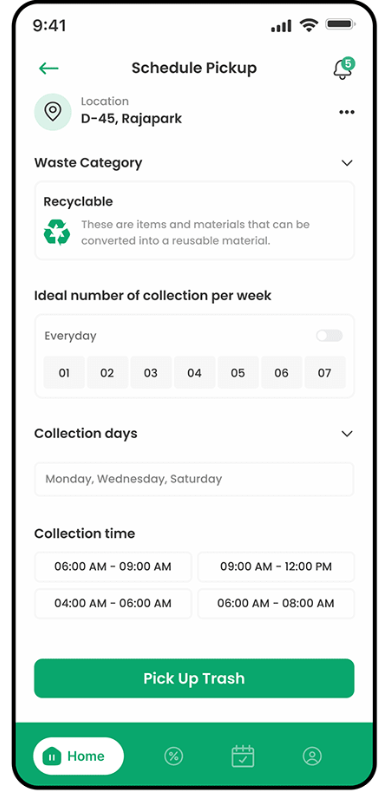 9:41
Schedule Pickup
5
Location
D-45, Rajapark
Waste Category
Recyclable
These are items and materials that can be
converted into a reusable material.
Ideal number of collection per week
Everyday
01 02 03 04 05 06 07
Collection days
Monday, Wednesday, Saturday
Collection time
06:00 AM - 09:00 AM 09:00 AM - 12:00 PM
04:00 AM - 06:00 AM 06:00 AM - 08:00 AM
Pick Up Trash
Home